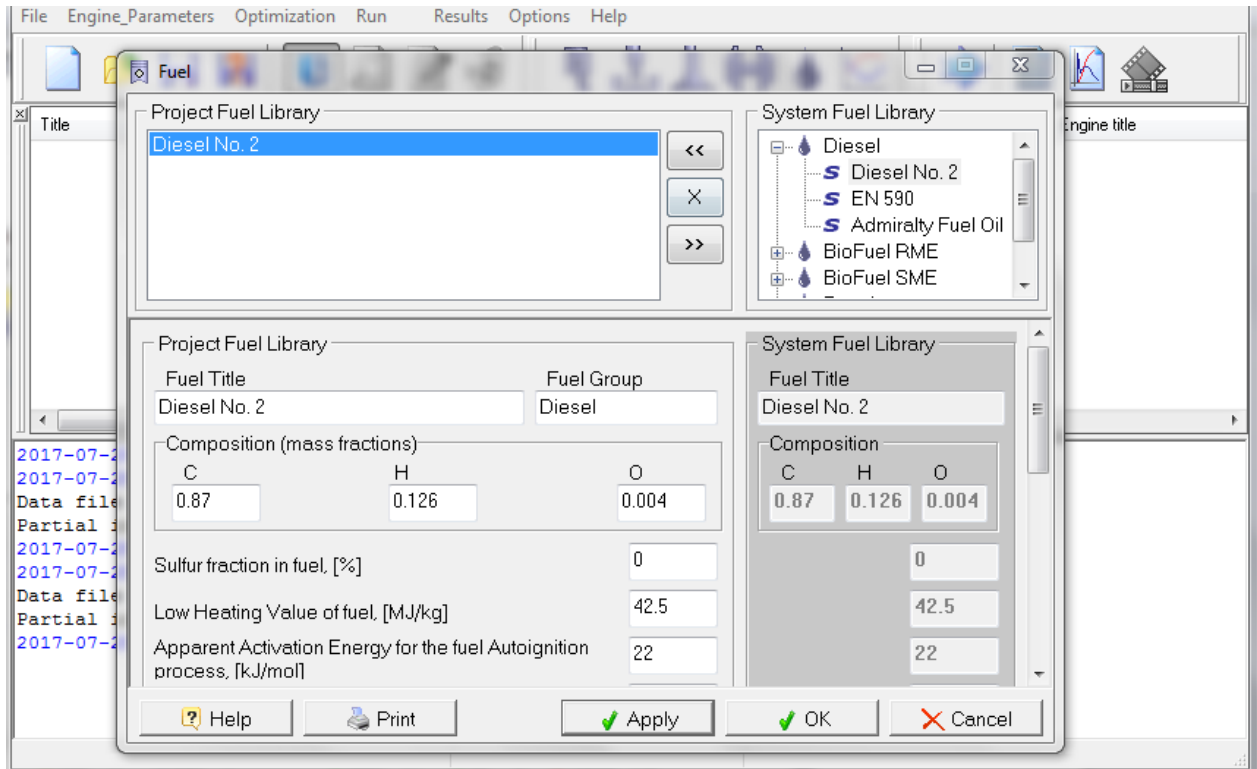 File Engine_Parameters Optimization Run Results Options Help
Fuel
Title
Engine title
Project Fuel Library
System Fuel Library
Diesel No. 2
<<
X
>>
Diesel
Diesel No. 2
EN 590
Admiralty Fuel Oil
BioFuel RME
BioFuel SME
Project Fuel Library
System Fuel Library
Fuel Title Fuel Group
Fuel Title
Diesel No. 2 Diesel
Diesel No. 2
Composition (mass fractions)
Composition
C H O
C H O
0.87 0.126 0.004
0.87 0.126 0.004
Sulfur fraction in fuel, [%] 0
0
Low Heating Value of fuel, [MJ/kg] 42.5
42.5
Apparent Activation Energy for the fuel Autoignition
process, [kJ/mol] 22
22
Help Print Apply OK Cancel
2017-07-2
2017-07-2
Data file
Partial
2017-07-2
2017-07-2
Data file
Partial
2017-07-2